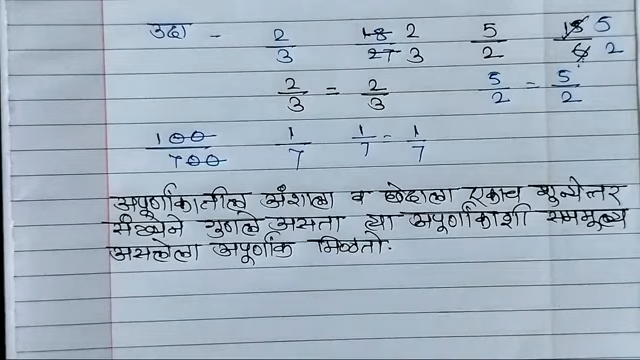 उदा - 2/3 18/27 2/3 5/2 15/6 5/2
2/3 = 2/3 5/2 = 5/2
100/700 1/7 1/7 = 1/7
अपूर्णांकातील अंशाला व छेदाला एकाच शून्येत्तर
संख्येने गुणले असता त्या अपूर्णांकाशी सममूल्य
असलेला अपूर्णांक मिळतो.